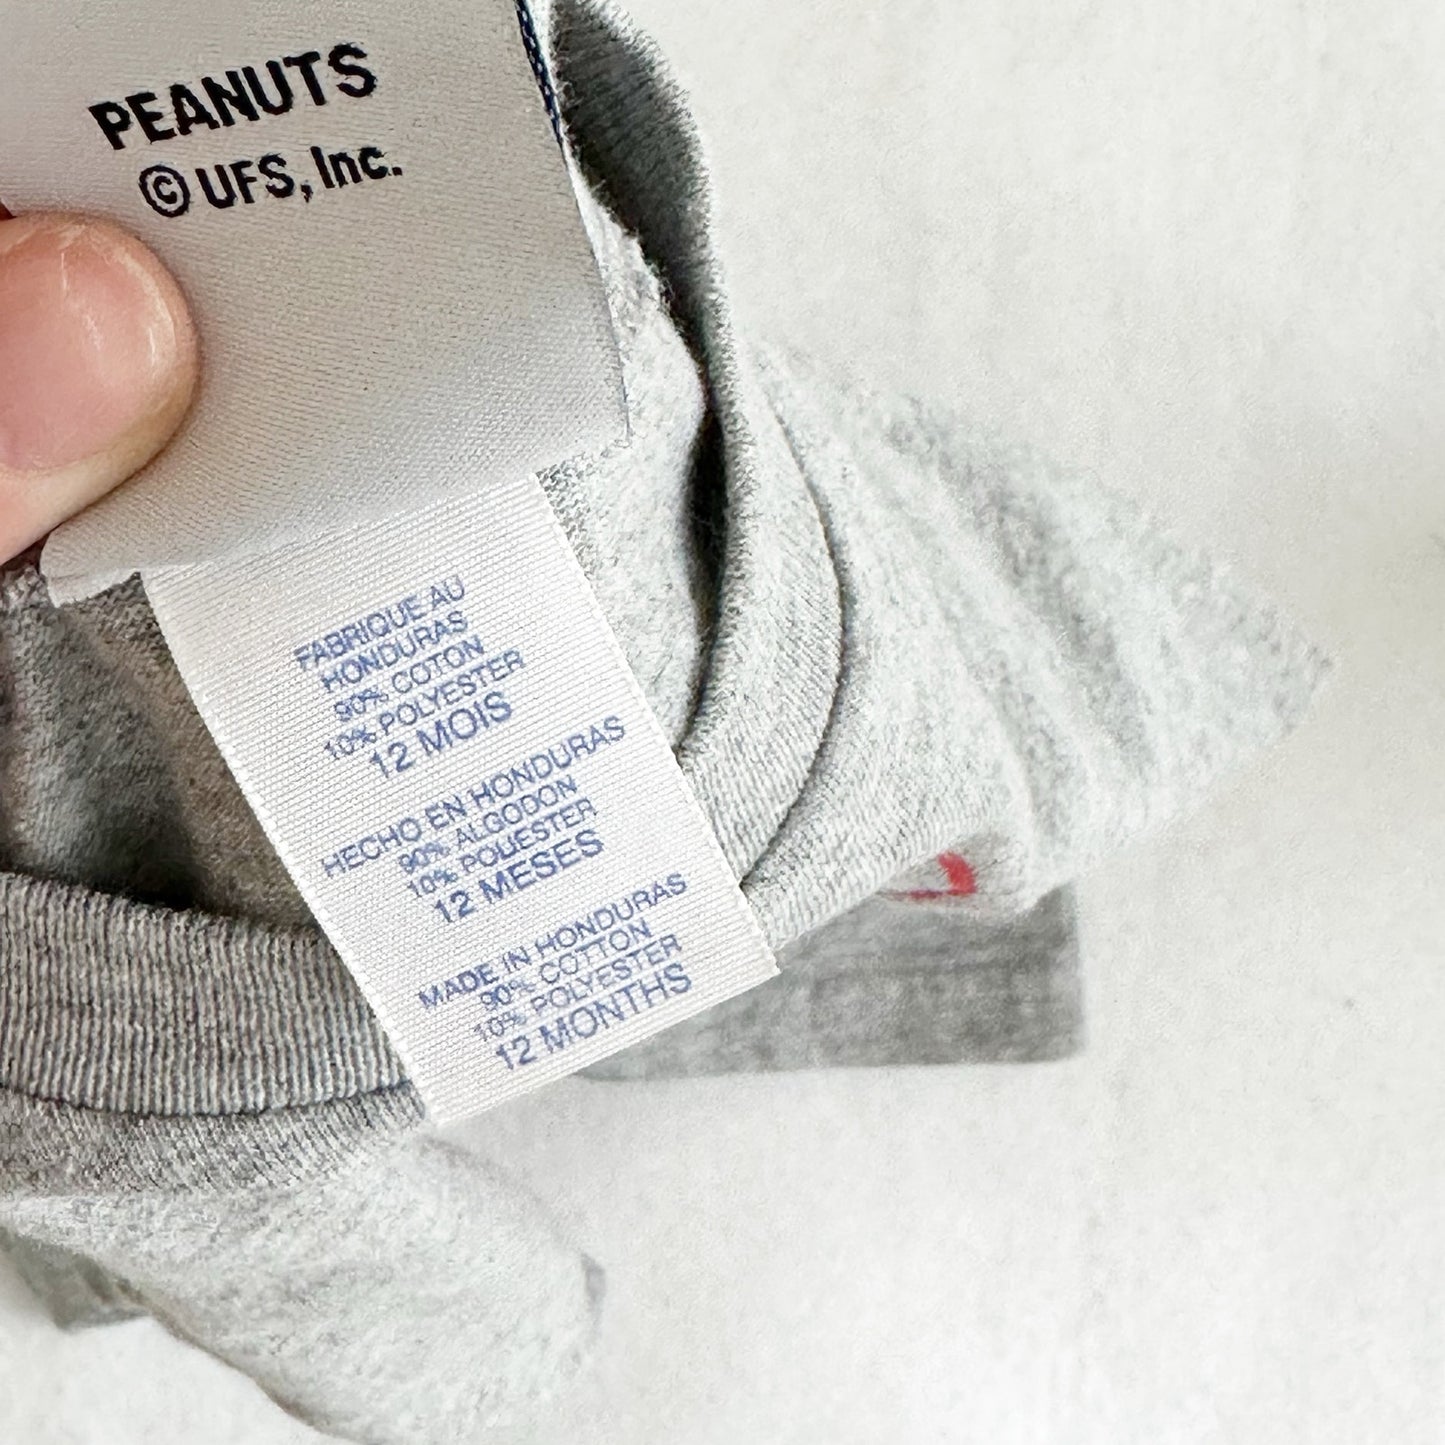 PEANUTS
© UFS, Inc.
FABRIQUE AU
HONDURAS
90% COTON
10% POLYESTER
12 MOIS
HECHO EN HONDURAS
90% ALGODON
10% POLIESTER
12 MESES
MADE IN HONDURAS
90% COTTON
10% POLYESTER
12 MONTHS